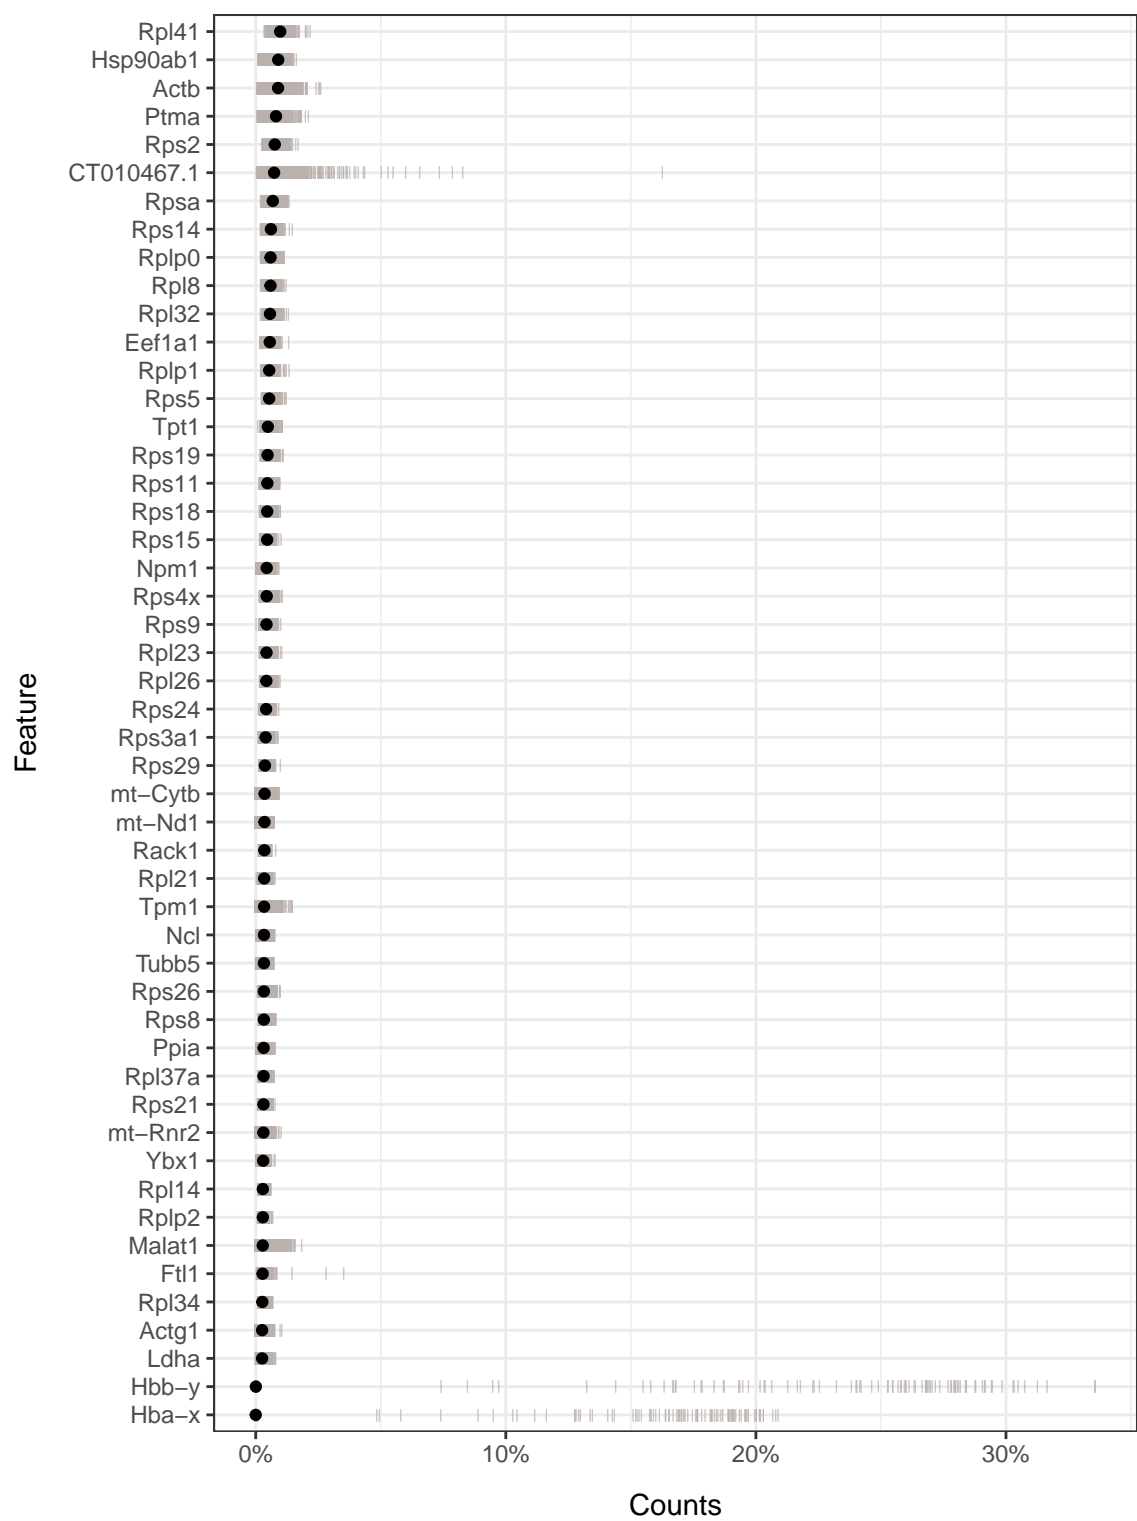 Rpl41
Hsp90ab1
Actb
Ptma
Rps2
CT010467.1
Rpsa
Rps14
Rplp0
Rpl8
Rpl32
Eef1a1
Rplp1
Rps5
Tpt1
Rps19
Rps11
Rps18
Rps15
Npm1
Rps4x
Rps9
Rpl23
Rpl26
Rps24
Rps3a1
Rps29
mt−Cytb
mt−Nd1
Rack1
Rpl21
Tpm1
Ncl
Tubb5
Rps26
Rps8
Ppia
Rpl37a
Rps21
mt−Rnr2
Ybx1
Rpl14
Rplp2
Malat1
Ftl1
Rpl34
Actg1
Ldha
Hbb−y
Hba−x
Feature
0% 10% 20% 30%
Counts